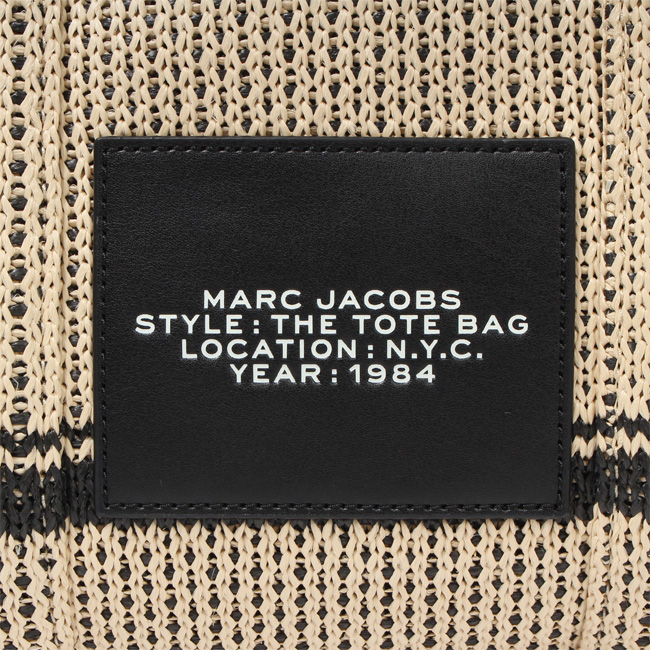 MARC JACOBS
STYLE : THE TOTE BAG
LOCATION : N.Y.C.
YEAR : 1984